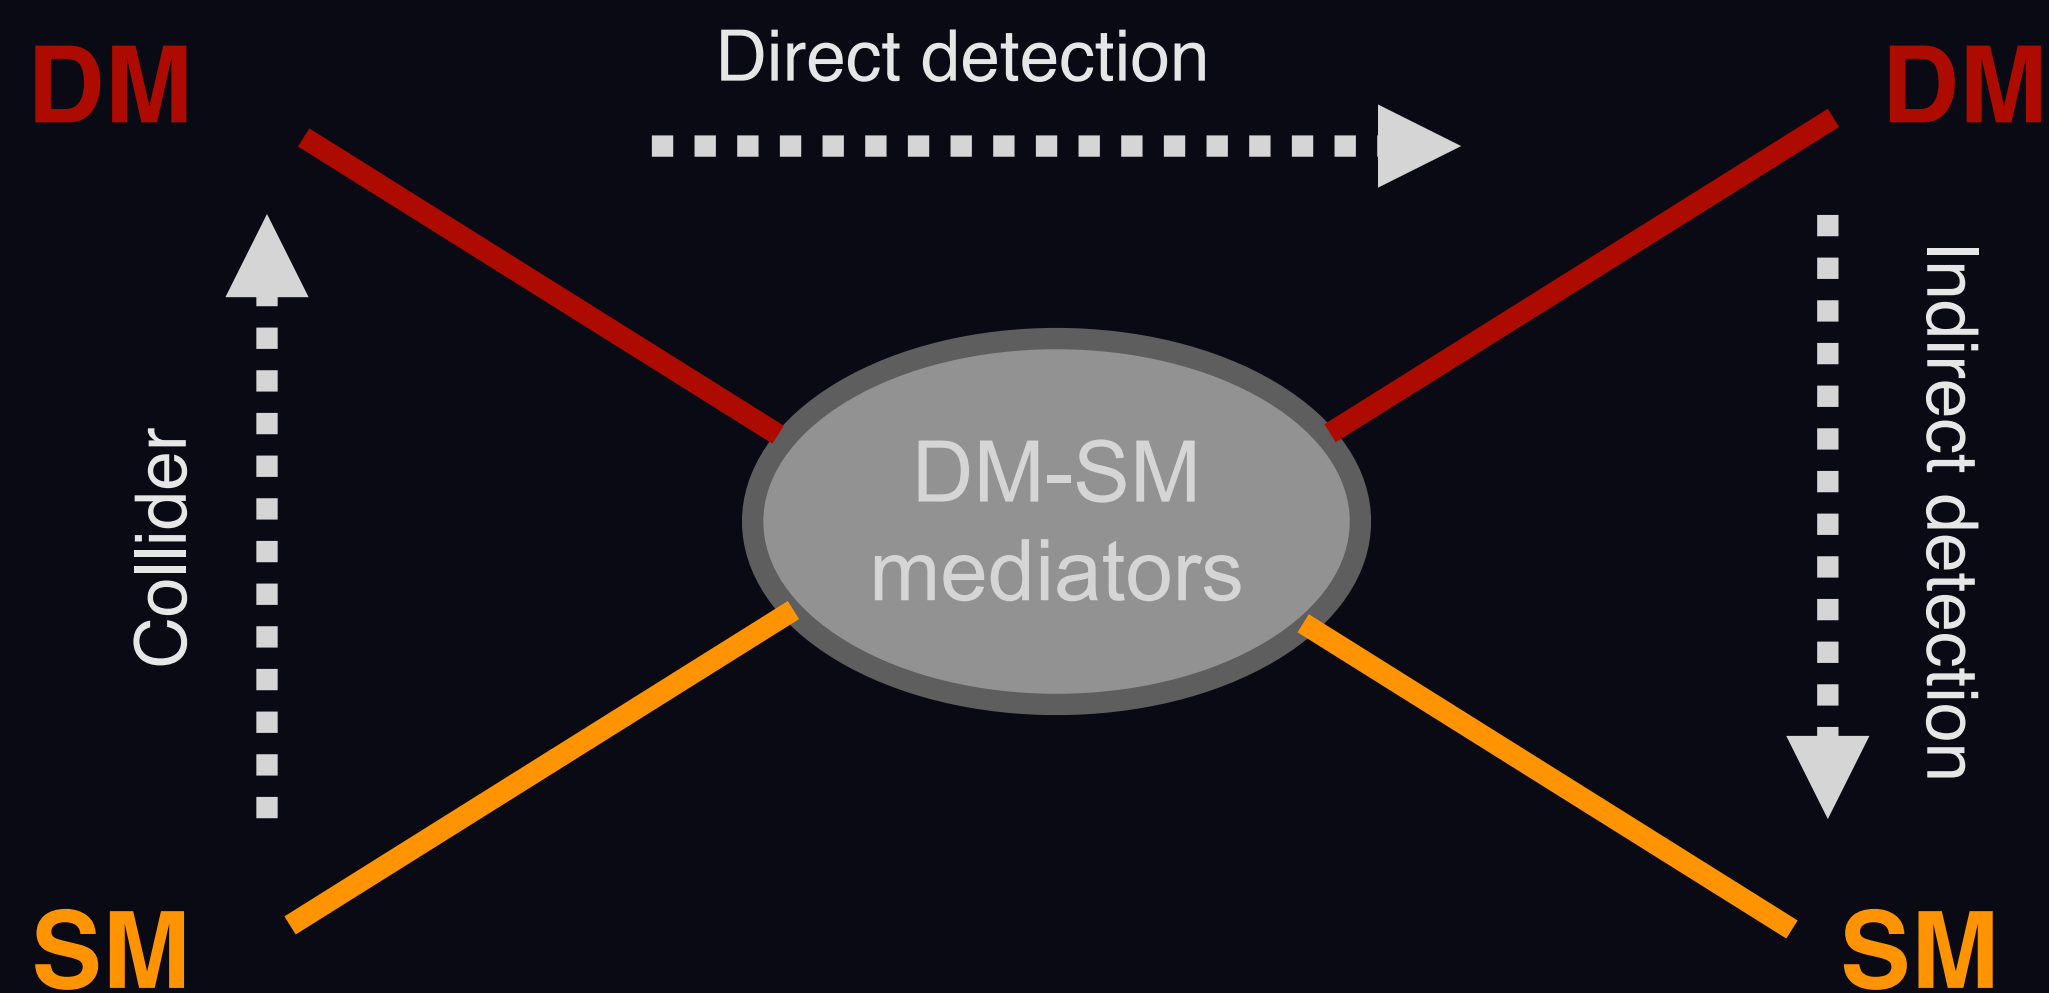 Direct detection
DM
DM
Collider
DM-SM
mediators
Indirect detection
SM
SM